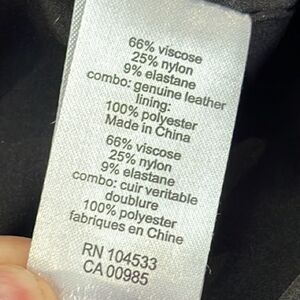 66% viscose
25% nylon
9% elastane
combo: genuine leather
lining:
100% polyester
Made in China
66% viscose
25% nylon
9% elastane
combo: cuir veritable
doublure
100% polyester
fabriques en Chine
RN 104533
CA 00985